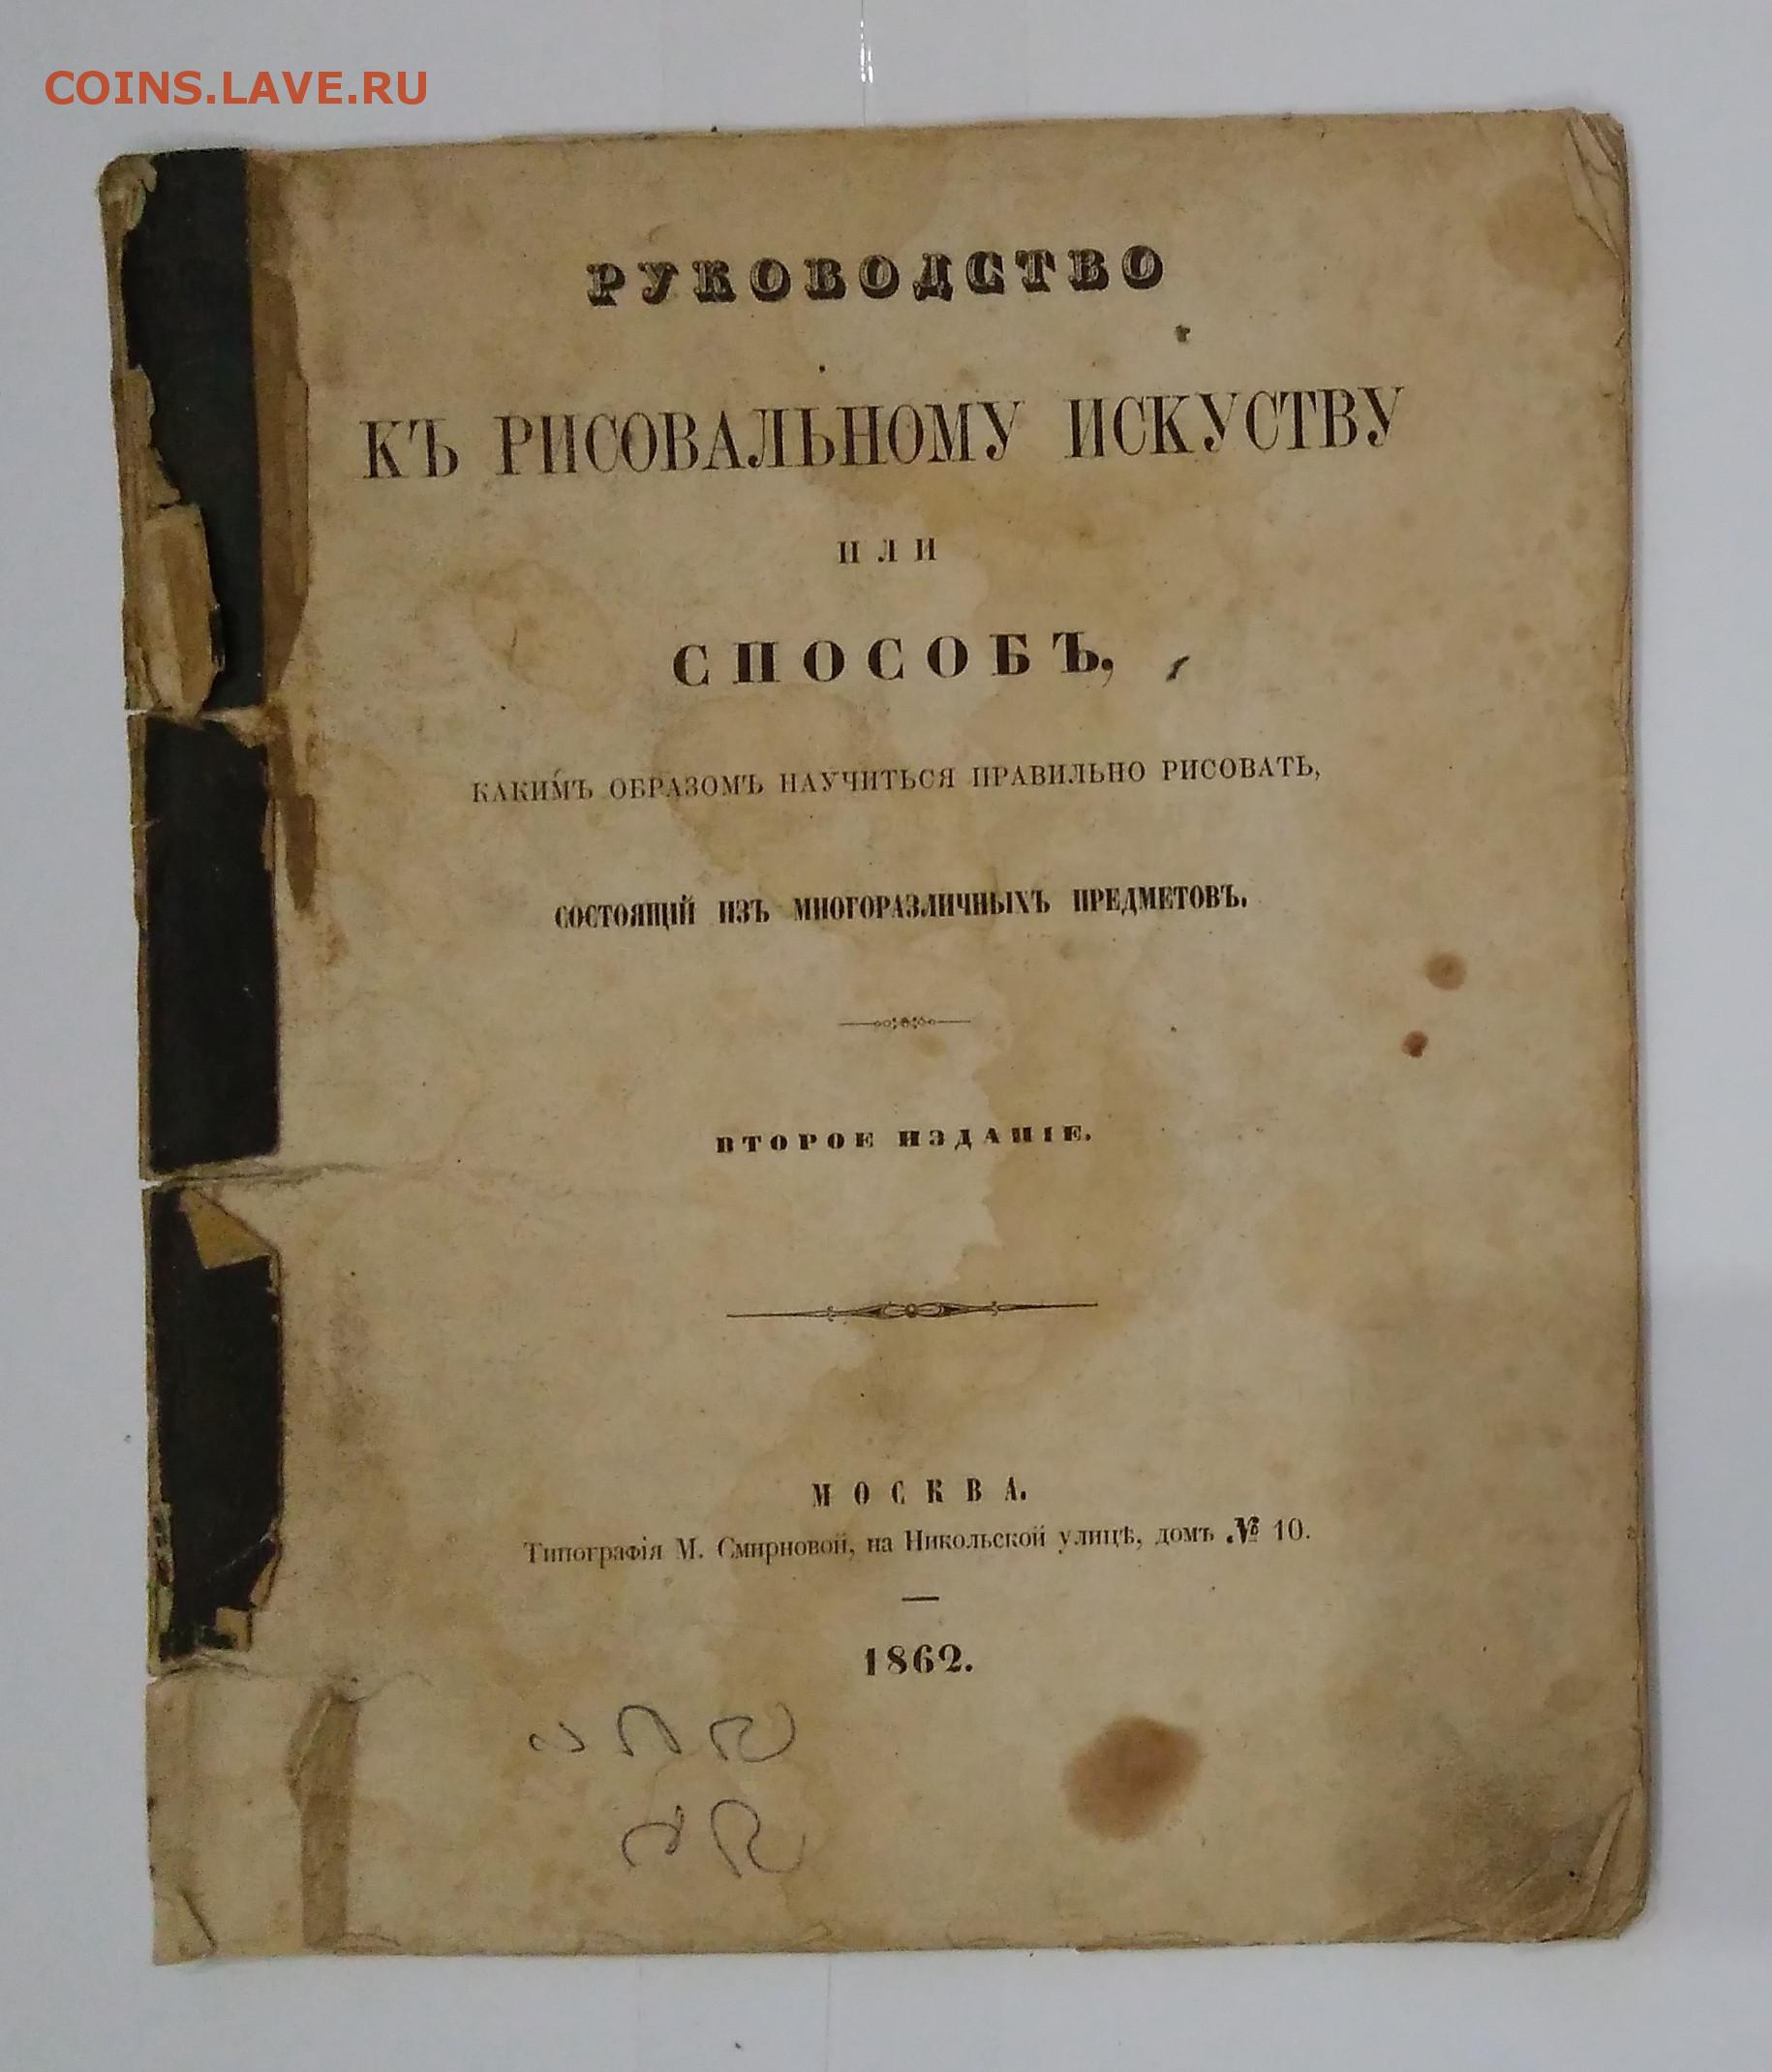 COINS.LAVE.RU
РУКОВОДСТВО
КЪ РИСОВАЛЬНОМУ ИСКУСТВУ
ИЛИ
СПОСОБЪ,
КАКИМЪ ОБРАЗОМЪ НАУЧИТЬСЯ ПРАВИЛЬНО РИСОВАТЬ,
СОСТОЯЩІЙ ИЗЪ МНОГОРАЗЛИЧНЫХЪ ПРЕДМЕТОВЪ.
ВТОРОЕ ИЗДАНІЕ.
МОСКВА.
Типографія М. Смирновой, на Никольской улицѣ, домъ № 10.
1862.